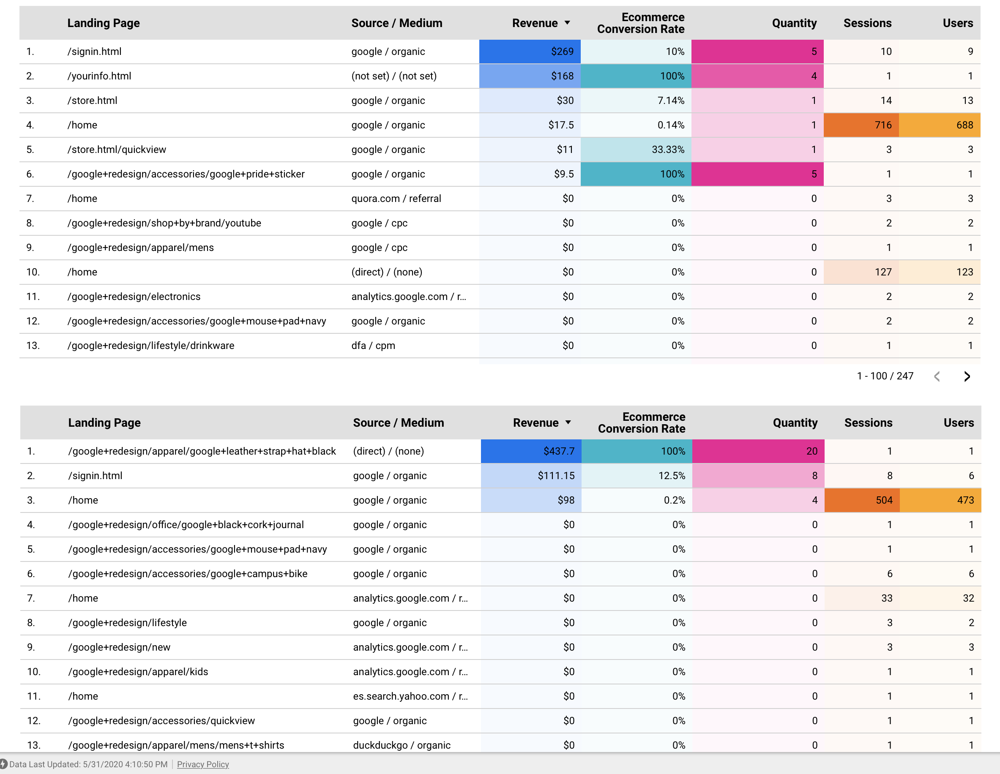 Landing Page Source / Medium Revenue Ecommerce Conversion Rate Quantity Sessions Users
1. /signin.html google / organic $269 10% 5 10 9
2. /yourinfo.html (not set) / (not set) $168 100% 4 1 1
3. /store.html google / organic $30 7.14% 1 14 13
4. /home google / organic $17.5 0.14% 1 716 688
5. /store.html/quickview google / organic $11 33.33% 1 3 3
6. /google+redesign/accessories/google+pride+sticker google / organic $9.5 100% 5 1 1
7. /home quora.com / referral $0 0% 0 3 3
8. /google+redesign/shop+by+brand/youtube google / cpc $0 0% 0 2 2
9. /google+redesign/apparel/mens google / cpc $0 0% 0 1 1
10. /home (direct) / (none) $0 0% 0 127 123
11. /google+redesign/electronics analytics.google.com / r... $0 0% 0 2 2
12. /google+redesign/accessories/google+mouse+pad+navy google / organic $0 0% 0 2 2
13. /google+redesign/lifestyle/drinkware dfa / cpm $0 0% 0 1 1
1 - 100 / 247
Landing Page Source / Medium Revenue Ecommerce Conversion Rate Quantity Sessions Users
1. /google+redesign/apparel/google+leather+strap+hat+black (direct) / (none) $437.7 100% 20 1 1
2. /signin.html google / organic $111.15 12.5% 8 8 6
3. /home google / organic $98 0.2% 4 504 473
4. /google+redesign/office/google+black+cork+journal google / organic $0 0% 0 1 1
5. /google+redesign/accessories/google+mouse+pad+navy google / organic $0 0% 0 1 1
6. /google+redesign/accessories/google+campus+bike google / organic $0 0% 0 6 6
7. /home analytics.google.com / r... $0 0% 0 33 32
8. /google+redesign/lifestyle google / organic $0 0% 0 3 2
9. /google+redesign/new analytics.google.com / r... $0 0% 0 3 3
10. /google+redesign/apparel/kids analytics.google.com / r... $0 0% 0 1 1
11. /home es.search.yahoo.com / r... $0 0% 0 1 1
12. /google+redesign/accessories/quickview google / organic $0 0% 0 1 1
13. /google+redesign/apparel/mens/mens+t+shirts duckduckgo / organic $0 0% 0 1 1
Data Last Updated: 5/31/2020 4:10:50 PM Privacy Policy